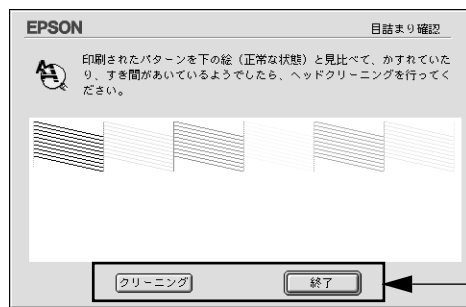 EPSON
目詰まり確認
印刷されたパターンを下の絵（正常な状態）と見比べて、かすれていた
り、すき間があいているようでしたら、ヘッドクリーニングを行ってく
ださい。
クリーニング
終了